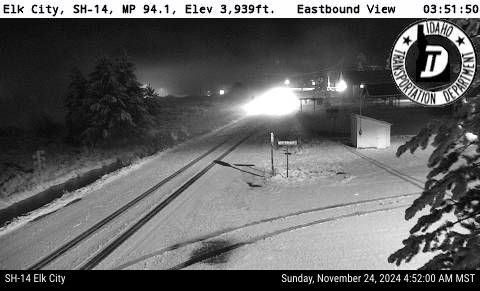 Elk City, SH-14, MP 94.1, Elev 3,939ft. Eastbound View 03:51:50
IDAHO
TRANSPORTATION DEPARTMENT
SH-14 Elk City Sunday, November 24, 2024 4:52:00 AM MST